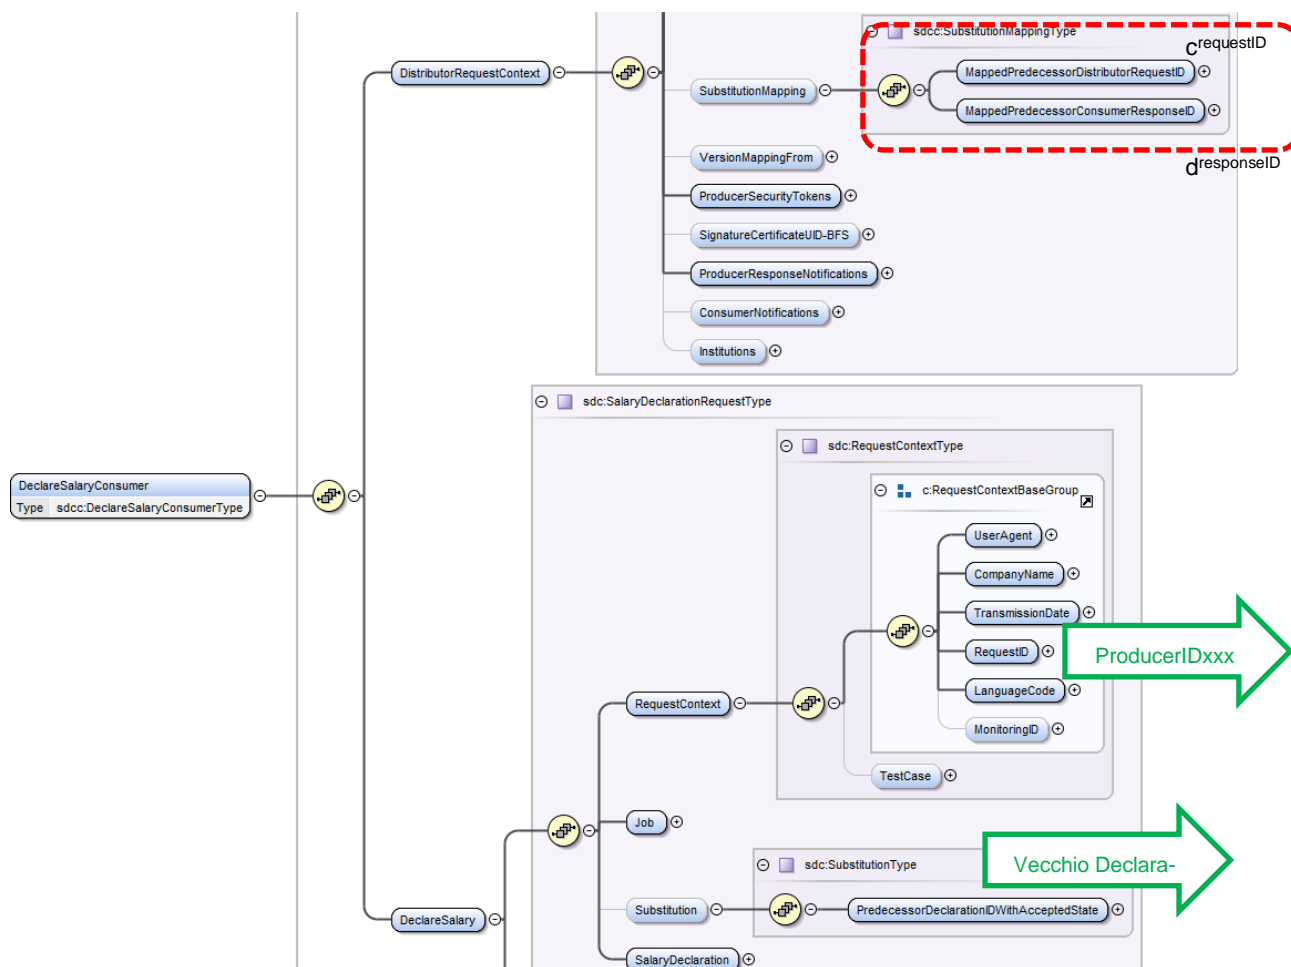 sdcc:SubstitutionMappingType
crequestID
DistributorRequestContext
MappedPredecessorDistributorRequestID
SubstitutionMapping
MappedPredecessorConsumerResponseID
VersionMappingFrom
dresponseID
ProducerSecurityTokens
SignatureCertificateUID-BFS
ProducerResponseNotifications
ConsumerNotifications
Institutions
sdc:SalaryDeclarationRequestType
sdc:RequestContextType
DeclareSalaryConsumer
Type sdcc:DeclareSalaryConsumerType
c:RequestContextBaseGroup
UserAgent
CompanyName
TransmissionDate
RequestID
ProducerIDxxx
LanguageCode
RequestContext
MonitoringID
TestCase
Job
sdc:SubstitutionType
Vecchio Declara-
Substitution
PredecessorDeclarationIDWithAcceptedState
DeclareSalary
SalaryDeclaration